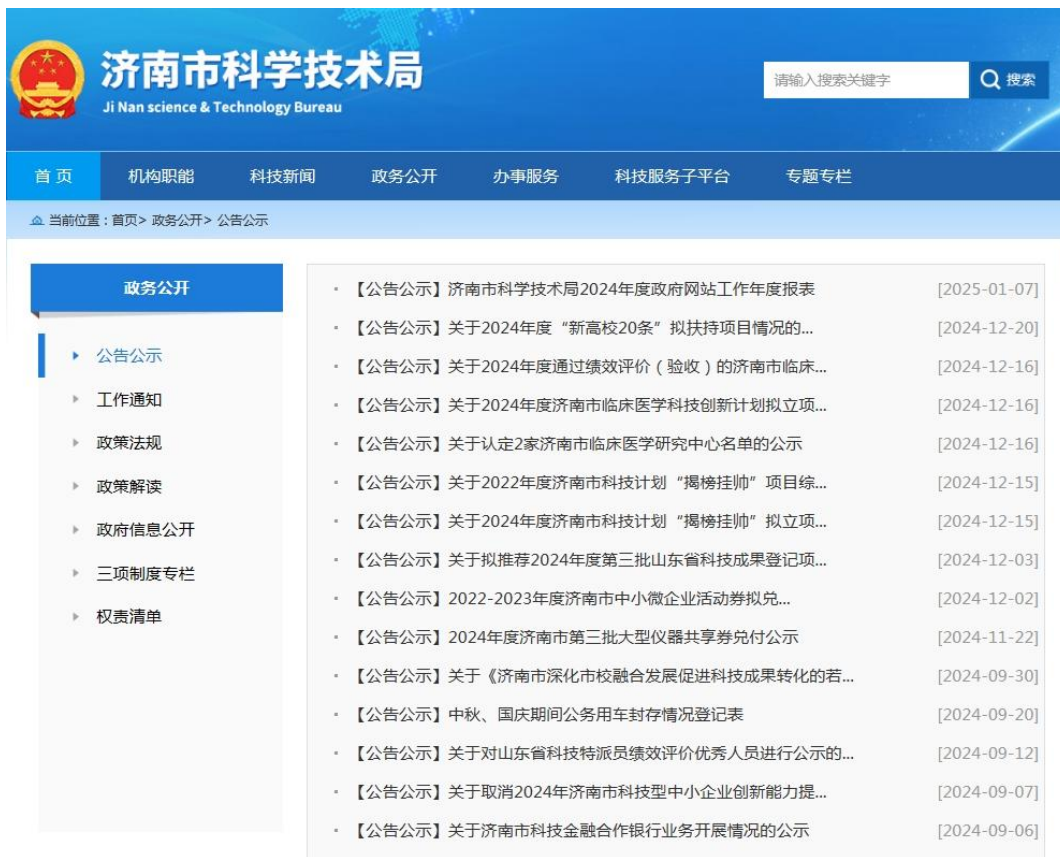 济南市科学技术局
Ji Nan science & Technology Bureau
请输入搜索关键字 搜索
首 页 机构职能 科技新闻 政务公开 办事服务 科技服务子平台 专题专栏
当前位置：首页> 政务公开> 公告公示
政务公开
公告公示
工作通知
政策法规
政策解读
政府信息公开
三项制度专栏
权责清单
【公告公示】济南市科学技术局2024年度政府网站工作年度报表 [2025-01-07]
【公告公示】关于2024年度“新高校20条”拟扶持项目情况的... [2024-12-20]
【公告公示】关于2024年度通过绩效评价（验收）的济南市临床... [2024-12-16]
【公告公示】关于2024年度济南市临床医学科技创新计划拟立项... [2024-12-16]
【公告公示】关于认定2家济南市临床医学研究中心名单的公示 [2024-12-16]
【公告公示】关于2022年度济南市科技计划“揭榜挂帅”项目综... [2024-12-15]
【公告公示】关于2024年度济南市科技计划“揭榜挂帅”拟立项... [2024-12-15]
【公告公示】关于拟推荐2024年度第三批山东省科技成果登记项... [2024-12-03]
【公告公示】2022-2023年度济南市中小微企业活动券拟兑... [2024-12-02]
【公告公示】2024年度济南市第三批大型仪器共享券兑付公示 [2024-11-22]
【公告公示】关于《济南市深化市校融合发展促进科技成果转化的若... [2024-09-30]
【公告公示】中秋、国庆期间公务用车封存情况登记表 [2024-09-20]
【公告公示】关于对山东省科技特派员绩效评价优秀人员进行公示的... [2024-09-12]
【公告公示】关于取消2024年济南市科技型中小企业创新能力提... [2024-09-07]
【公告公示】关于济南市科技金融合作银行业务开展情况的公示 [2024-09-06]